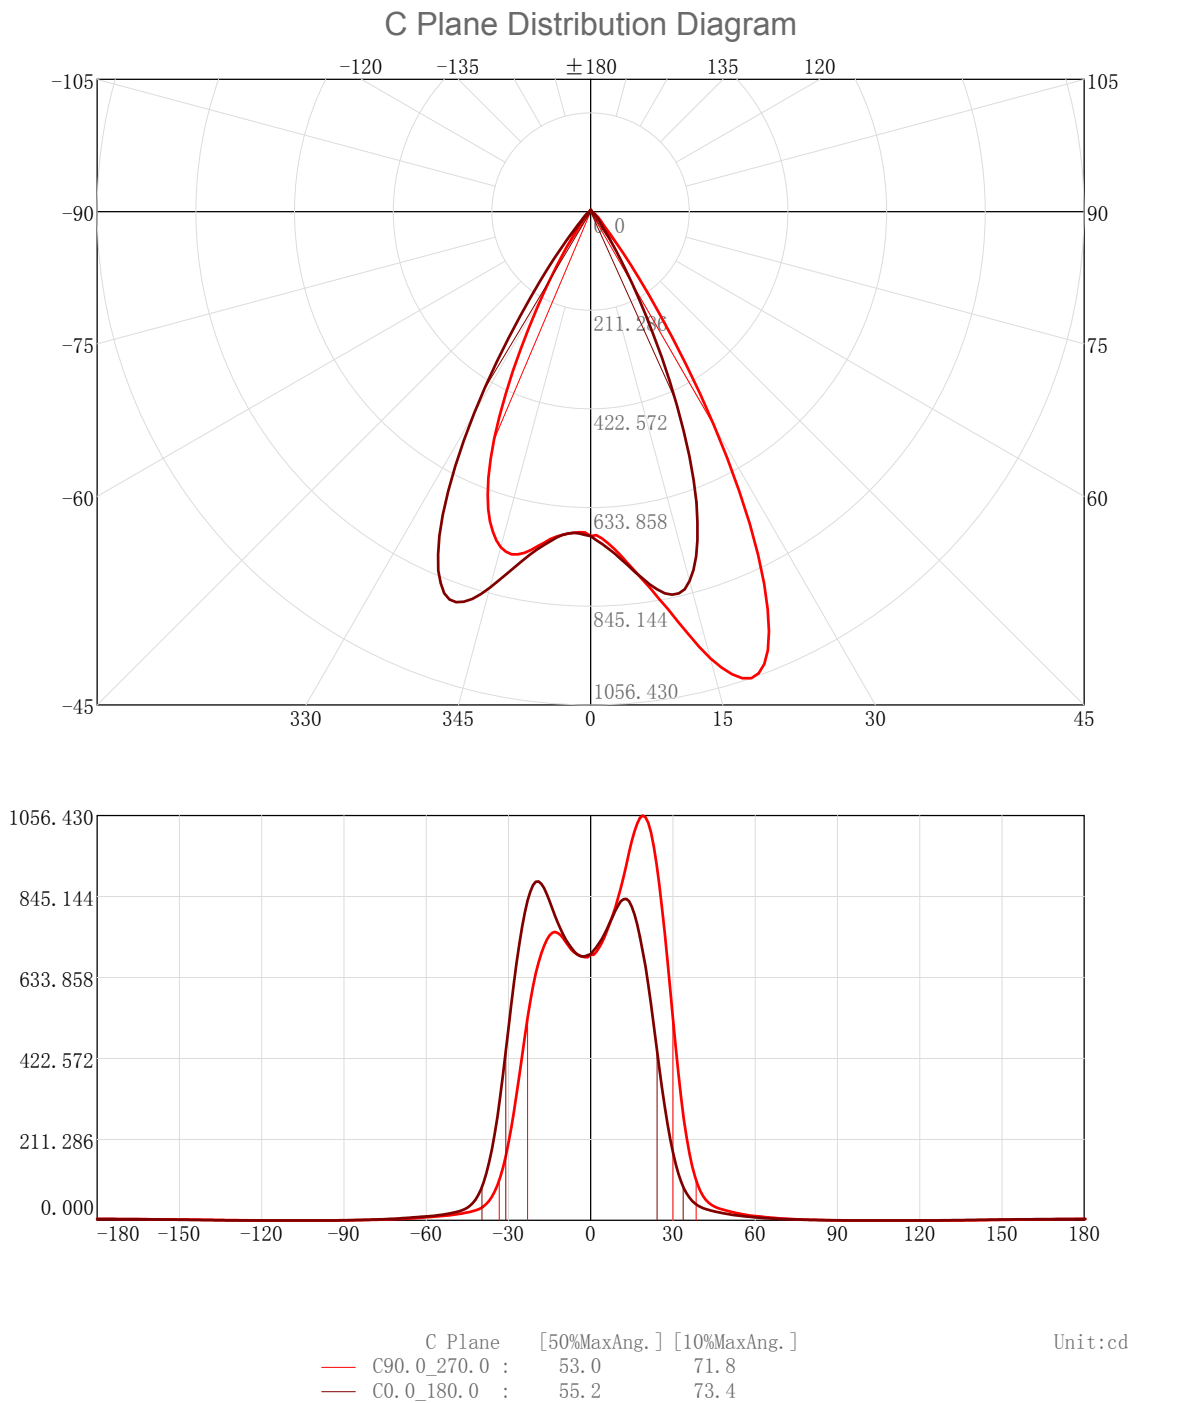 C Plane Distribution Diagram
-120 -135 ±180 135 120
-105 105
-90 90
0.0
211.286
-75 75
422.572
-60 60
633.858
845.144
1056.430
-45
330 345 0 15 30 45
1056.430
845.144
633.858
422.572
211.286
0.000
-180 -150 -120 -90 -60 -30 0 30 60 90 120 150 180
C Plane [50%MaxAng.] [10%MaxAng.] Unit:cd
C90.0_270.0 : 53.0 71.8
C0.0_180.0 : 55.2 73.4